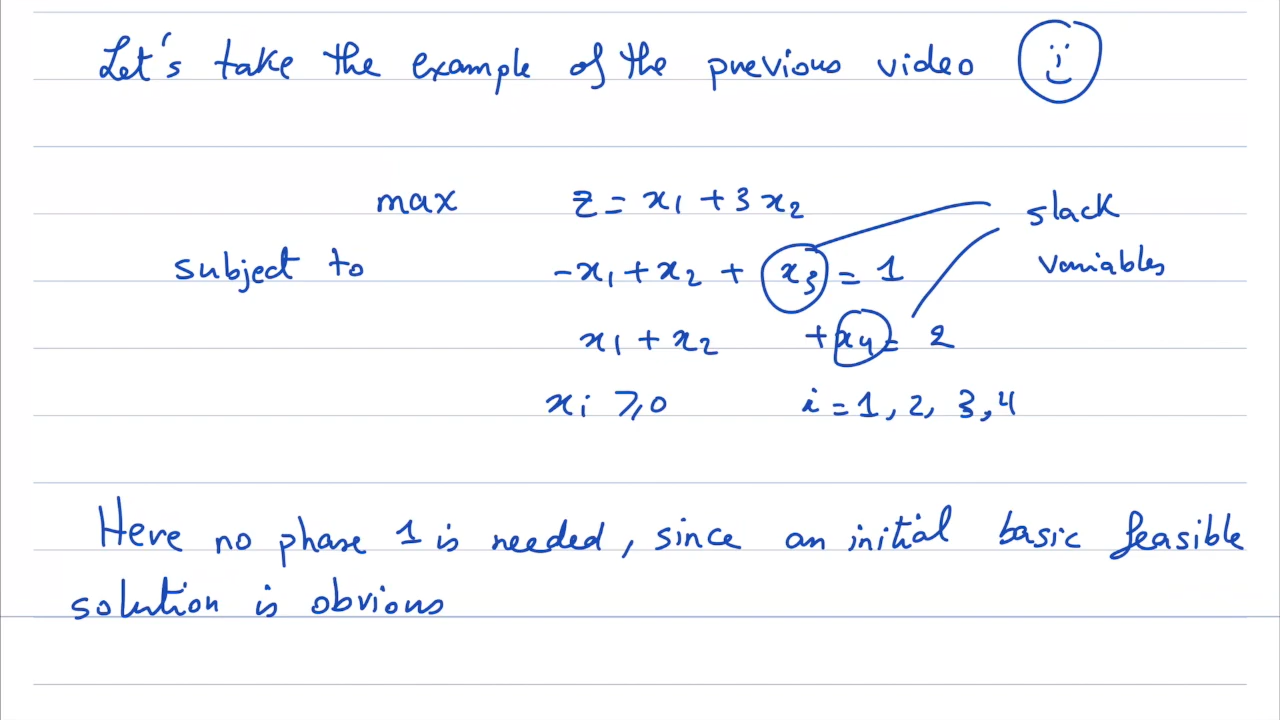 Let's take the example of the previous video
max z = x₁ + 3x₂
slack
subject to -x₁ + x₂ + x₃ = 1
variables
x₁ + x₂ + x₄ = 2
xᵢ ⩾ 0 i = 1, 2, 3, 4
Here no phase 1 is needed, since an initial basic feasible
solution is obvious